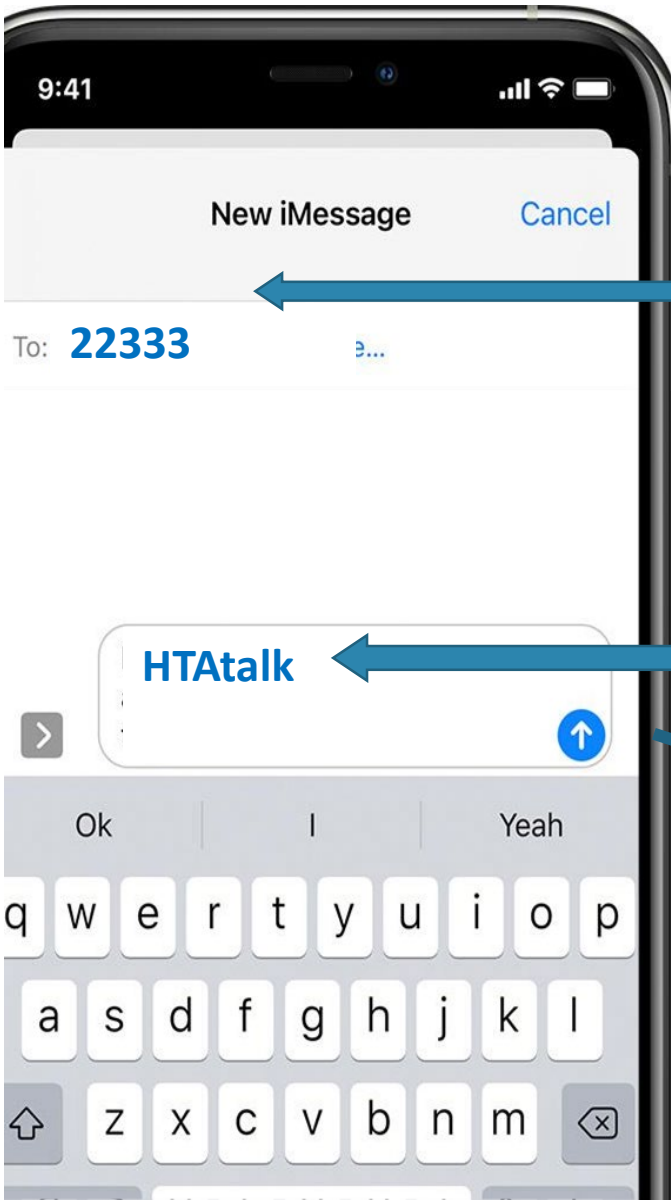 9:41
New iMessage Cancel
To: 22333 e...
HTAtalk
Ok I Yeah
q w e r t y u i o p
a s d f g h j k l
z x c v b n m